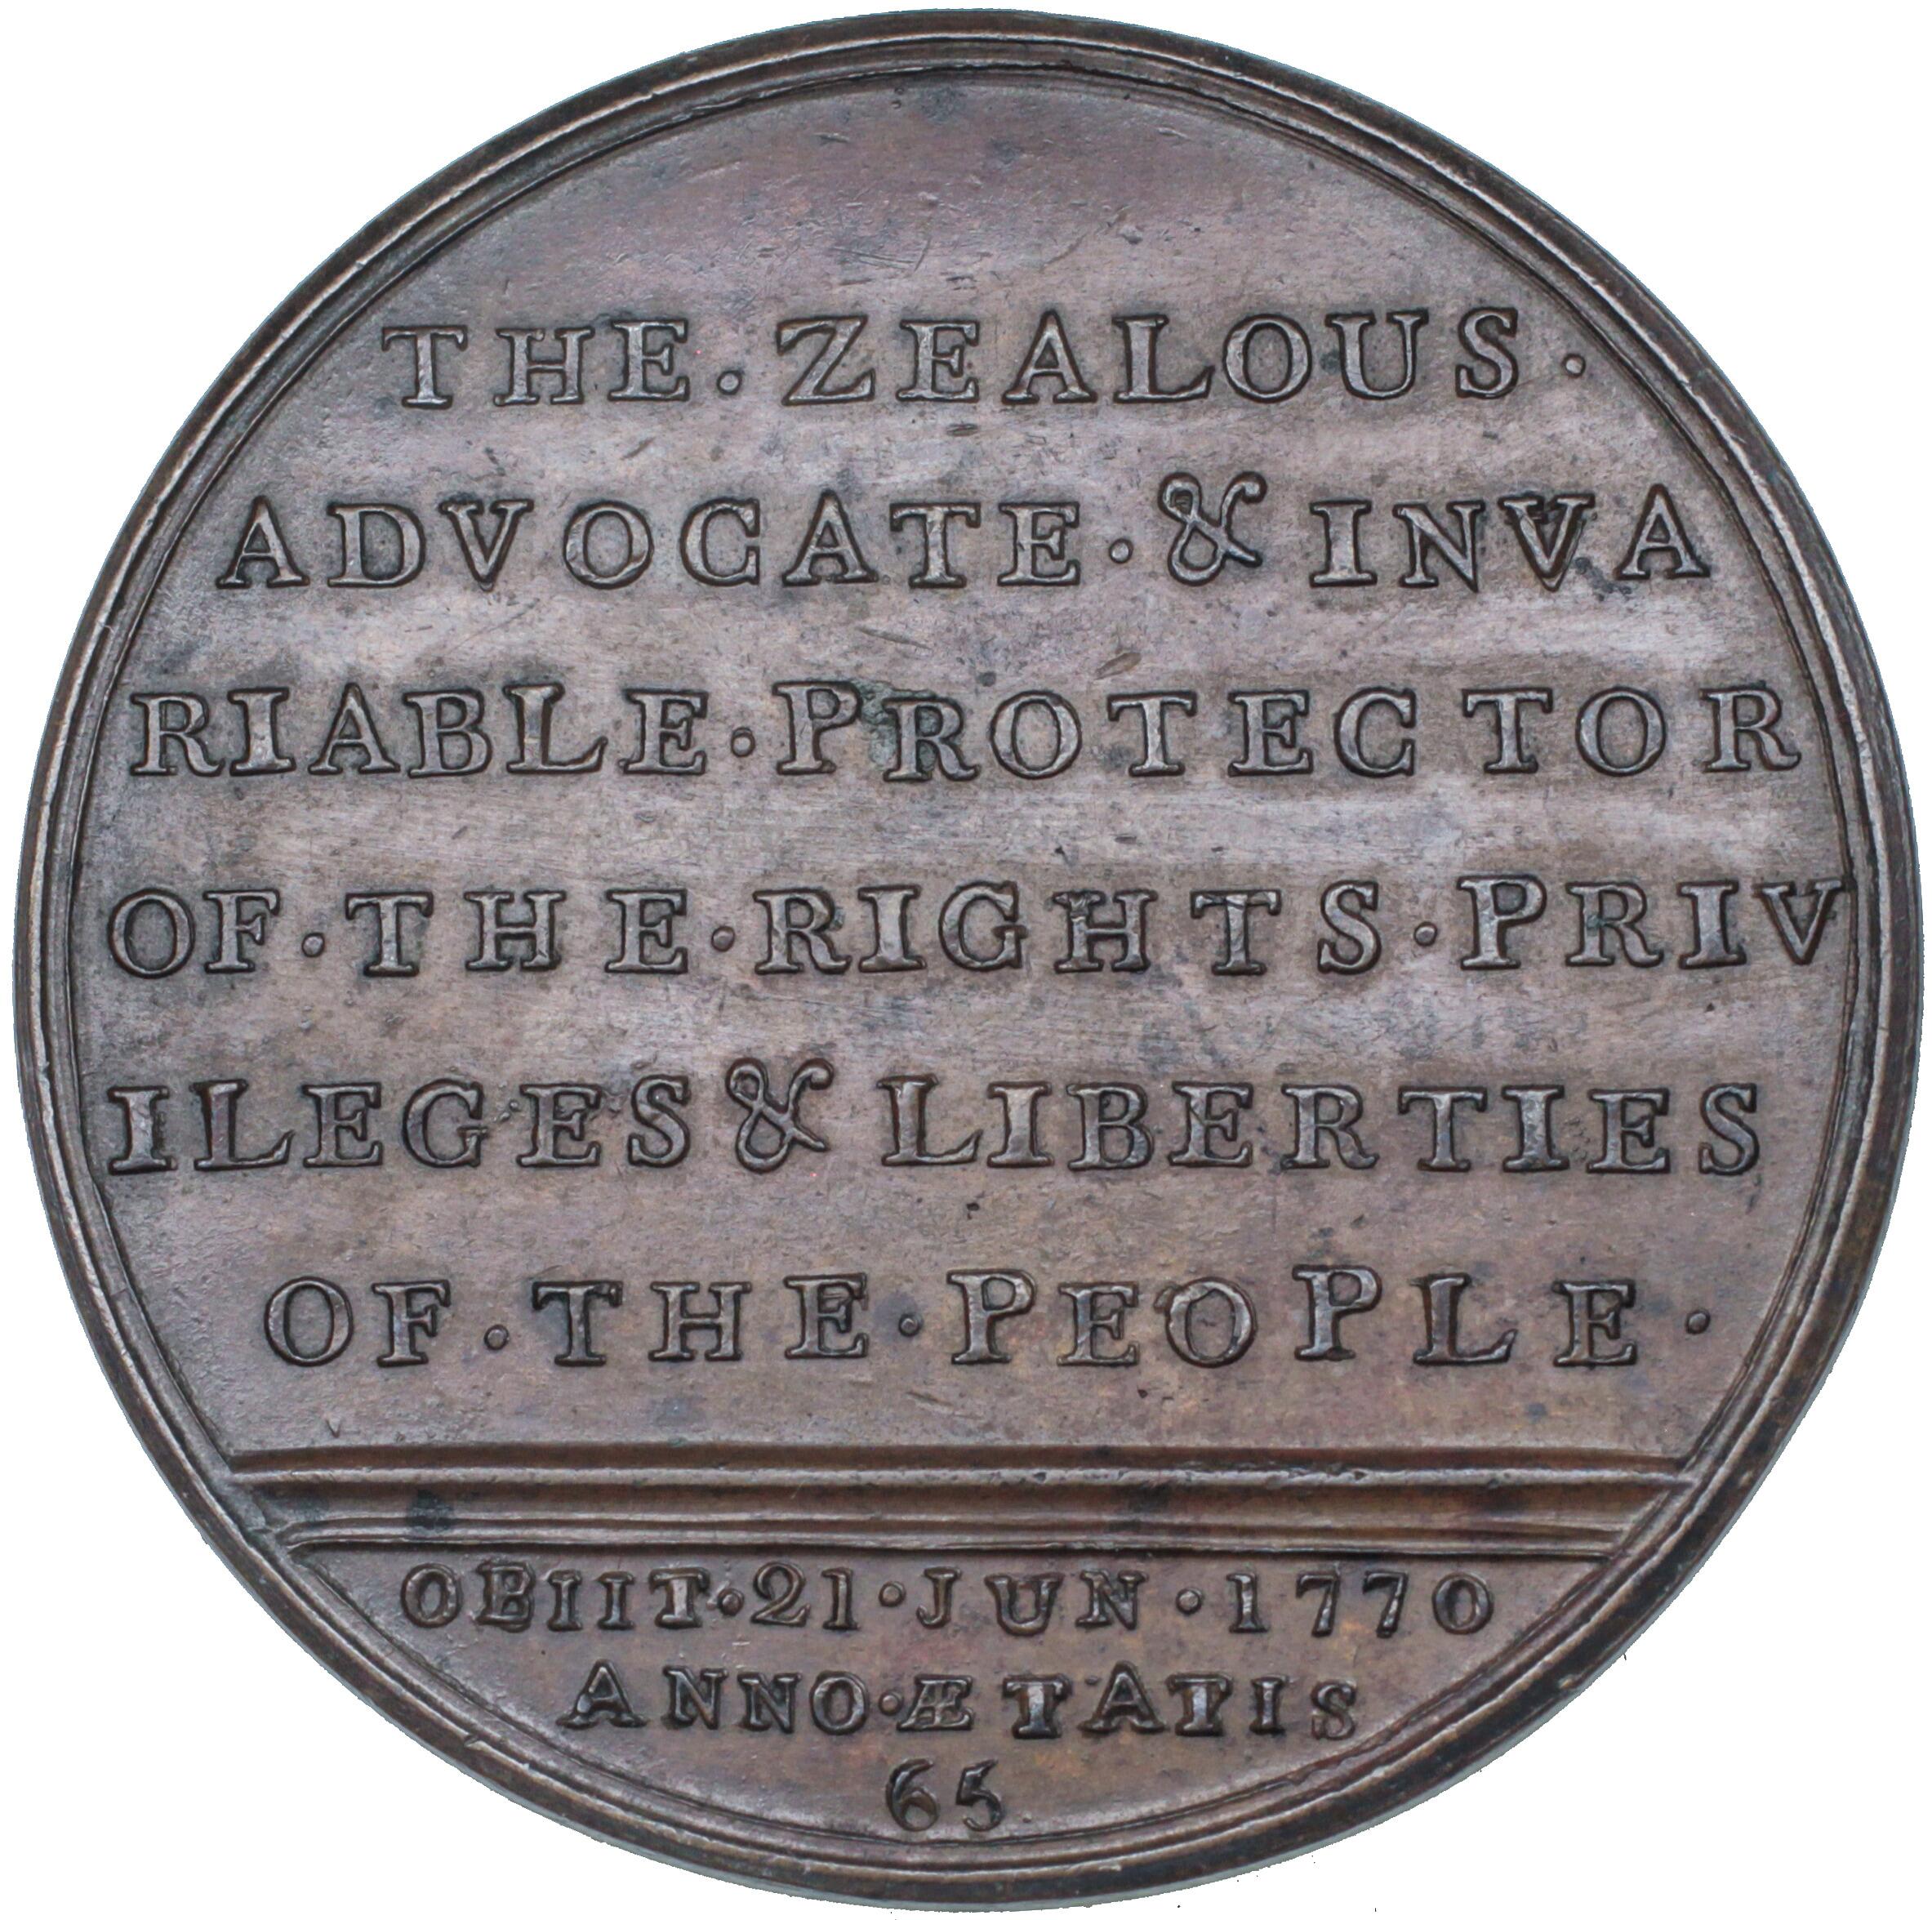 THE · ZEALOUS ·
ADVOCATE · & INVA
RIABLE · PROTECTOR
OF · THE · RIGHTS · PRIV
ILEGES & LIBERTIES
OF · THE · PEOPLE ·
OBIIT · 21 · JUN · 1770
ANNO · ÆTATIS
65